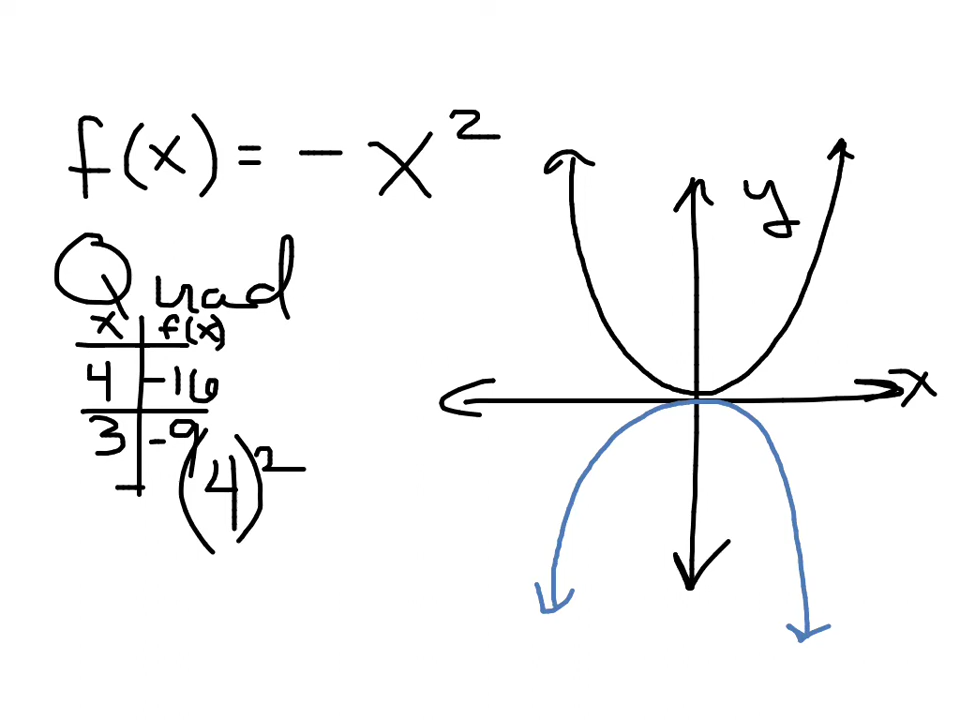 f(x) = - x²
y
Quad
x f(x)
4 -16
x
3 -9
(4)²